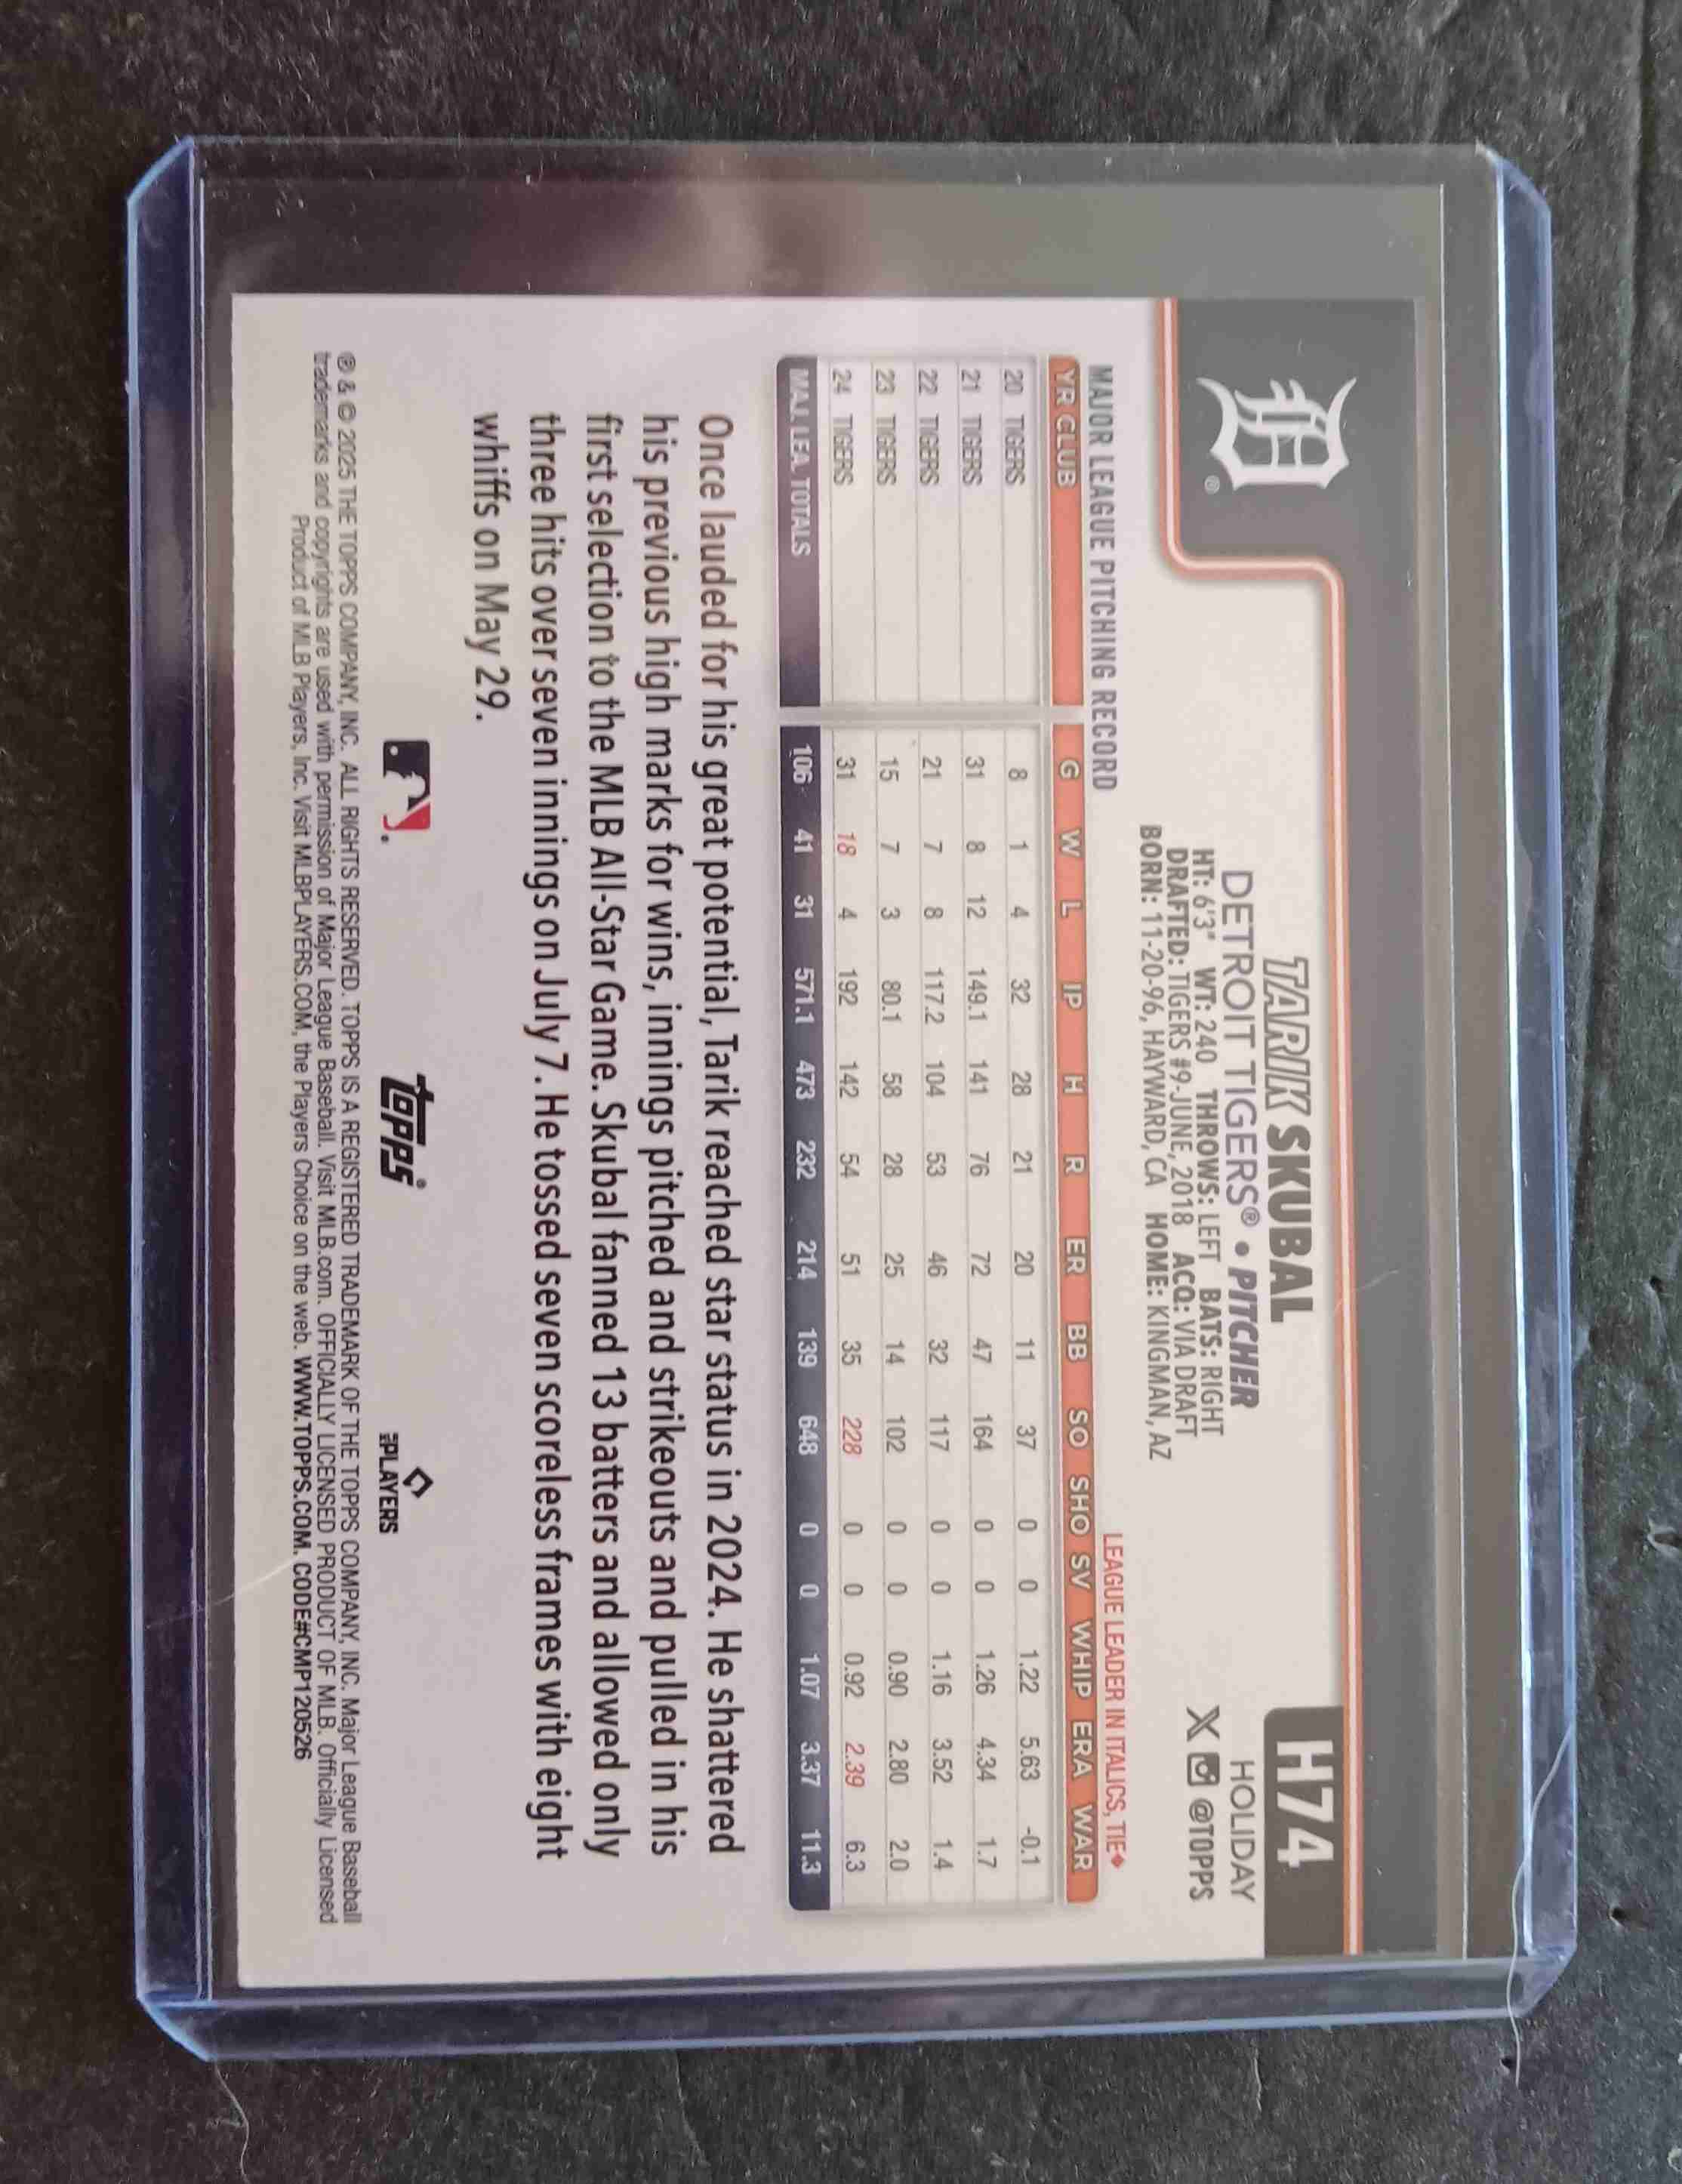 H74
HOLIDAY
X @TOPPS
TARIK SKUBAL
DETROIT TIGERS® • PITCHER
HT: 6'3" WT: 240 THROWS: LEFT BATS: RIGHT
DRAFTED: TIGERS #9-JUNE, 2018 ACQ: VIA DRAFT
BORN: 11-20-96, HAYWARD, CA HOME: KINGMAN, AZ
D®
MAJOR LEAGUE PITCHING RECORD LEAGUE LEADER IN ITALICS, TIE◆
YR CLUB G W L IP H R ER BB SO SHO SV WHIP ERA WAR
20 TIGERS 8 1 4 32 28 21 20 11 37 0 0 1.22 5.63 -0.1
21 TIGERS 31 8 12 149.1 141 76 72 47 164 0 0 1.26 4.34 1.7
22 TIGERS 21 7 8 117.2 104 53 46 32 117 0 0 1.16 3.52 1.4
23 TIGERS 15 7 3 80.1 58 28 25 14 102 0 0 0.90 2.80 2.0
24 TIGERS 31 18 4 192 142 54 51 35 228 0 0 0.92 2.39 6.3
MAJ. LEA. TOTALS 106 41 31 571.1 473 232 214 139 648 0 0 1.07 3.37 11.3
Once lauded for his great potential, Tarik reached star status in 2024. He shattered
his previous high marks for wins, innings pitched and strikeouts and pulled in his
first selection to the MLB All-Star Game. Skubal fanned 13 batters and allowed only
three hits over seven innings on July 7. He tossed seven scoreless frames with eight
whiffs on May 29.
topps®
PLAYERS
® & © 2025 THE TOPPS COMPANY, INC. ALL RIGHTS RESERVED. TOPPS IS A REGISTERED TRADEMARK OF THE TOPPS COMPANY, INC. Major League Baseball
trademarks and copyrights are used with permission of Major League Baseball. Visit MLB.com. OFFICIALLY LICENSED PRODUCT OF MLB. Officially Licensed
Product of MLB Players, Inc. Visit MLBPLAYERS.COM, the Players Choice on the web. WWW.TOPPS.COM. CODE#CMP120526